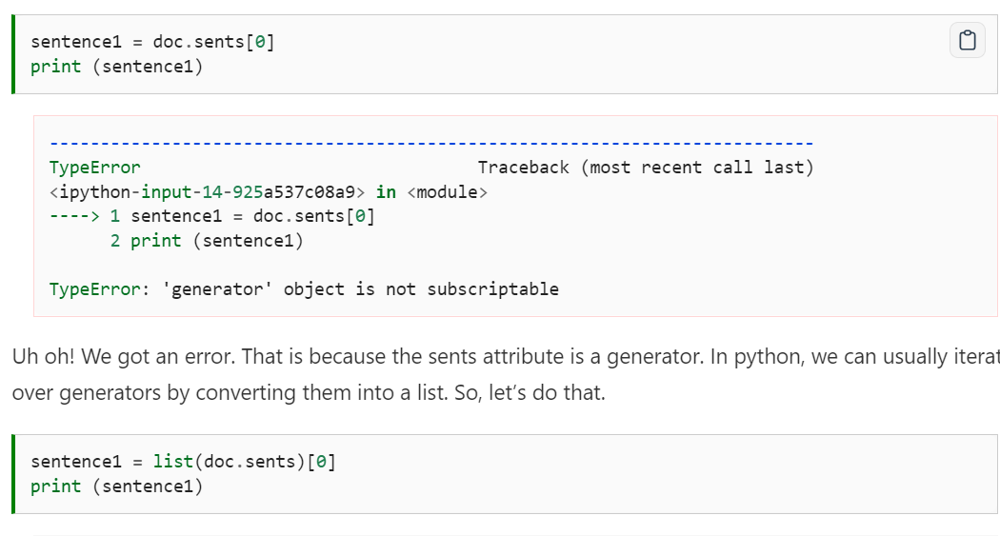 sentence1 = doc.sents[0]
print (sentence1)
---------------------------------------------------------------------------
TypeError                                 Traceback (most recent call last)
<ipython-input-14-925a537c08a9> in <module>
----> 1 sentence1 = doc.sents[0]
      2 print (sentence1)
TypeError: 'generator' object is not subscriptable
Uh oh! We got an error. That is because the sents attribute is a generator. In python, we can usually iterat
over generators by converting them into a list. So, let’s do that.
sentence1 = list(doc.sents)[0]
print (sentence1)